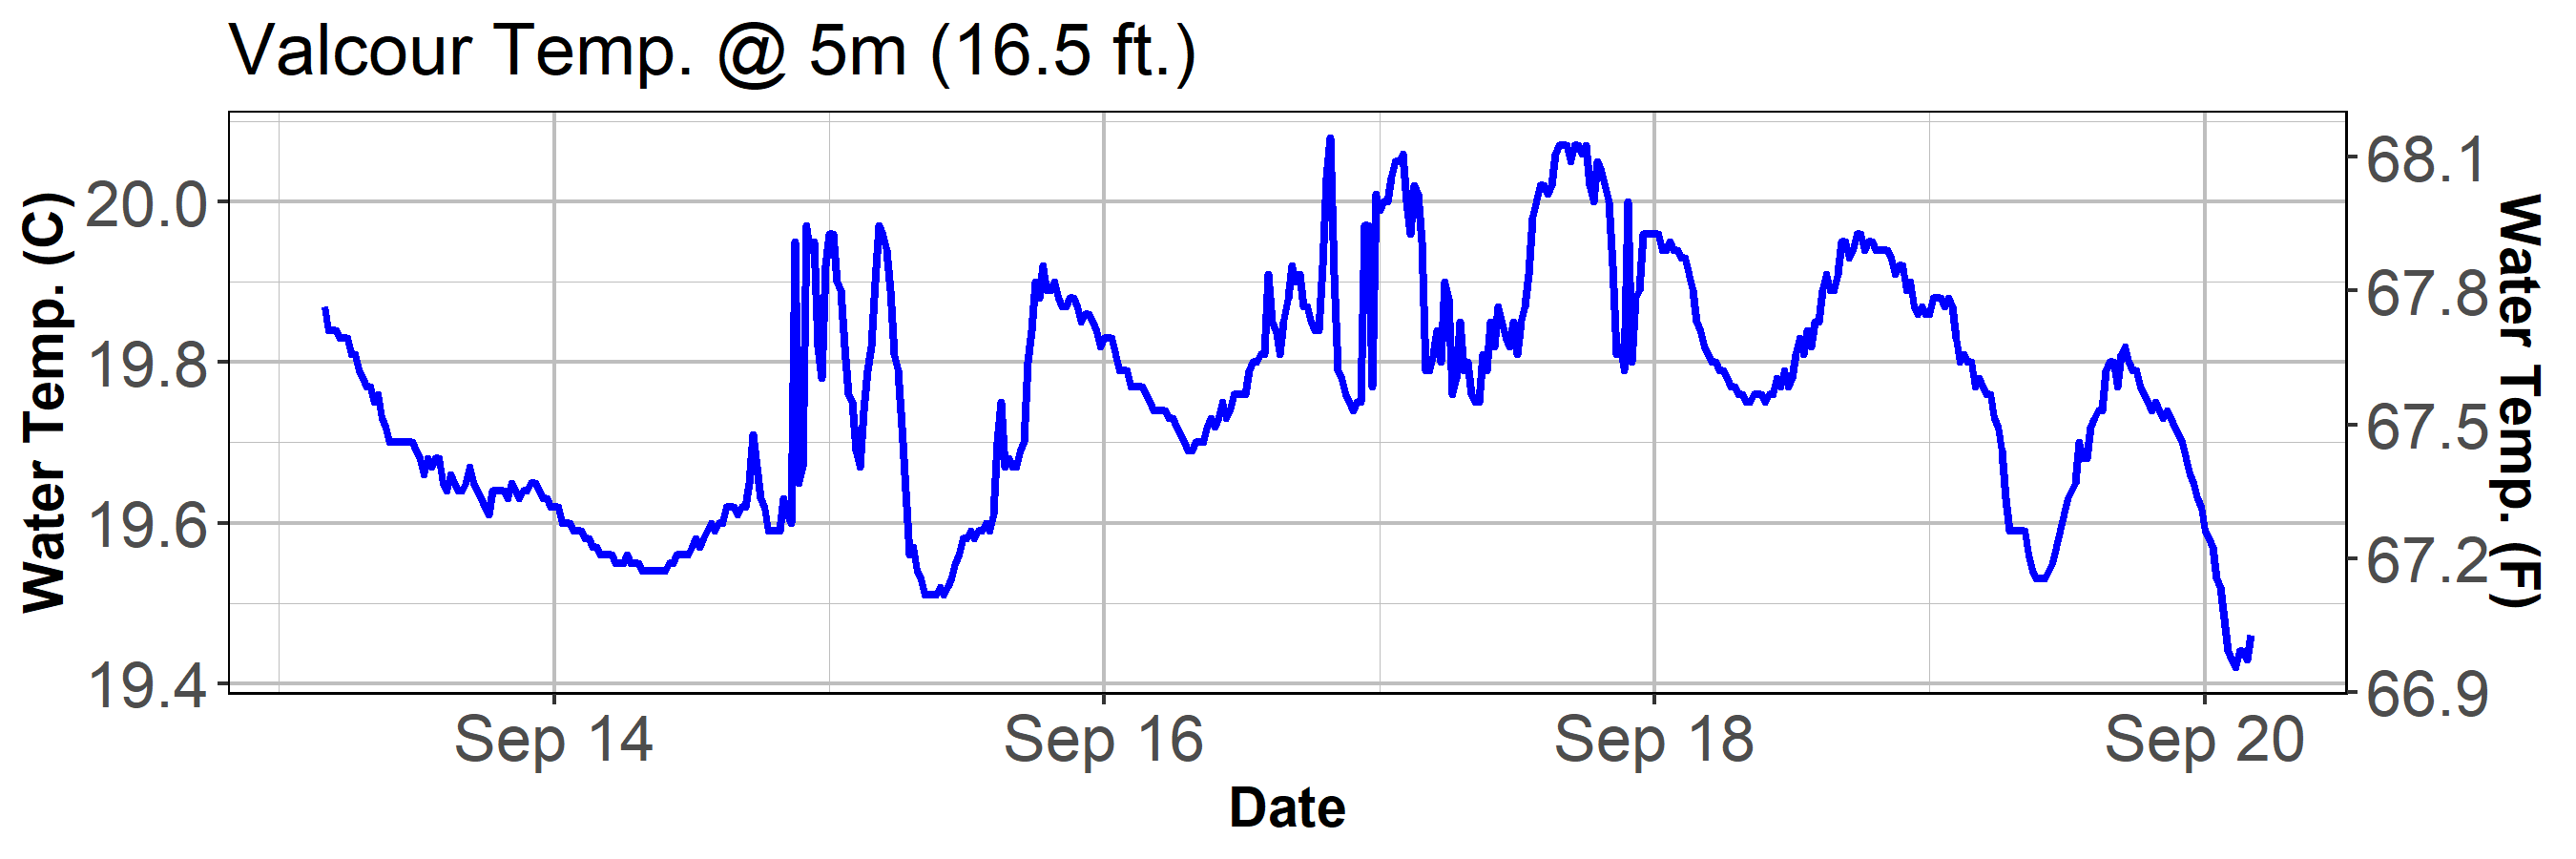 Valcour Temp. @ 5m (16.5 ft.)
Water Temp. (C)
20.0
19.8
19.6
19.4
68.1
67.8
67.5
67.2
66.9
Water Temp. (F)
Sep 14
Sep 16
Sep 18
Sep 20
Date